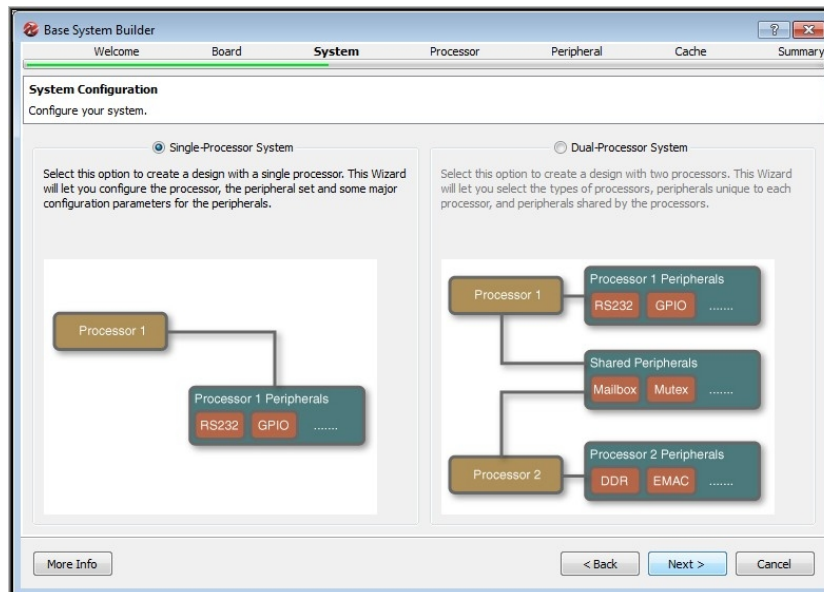 Base System Builder
Welcome Board System Processor Peripheral Cache Summary
System Configuration
Configure your system.
Single-Processor System
Select this option to create a design with a single processor. This Wizard
will let you configure the processor, the peripheral set and some major
configuration parameters for the peripherals.
Processor 1
Processor 1 Peripherals
RS232 GPIO .......
Dual-Processor System
Select this option to create a design with two processors. This Wizard
will let you select the types of processors, peripherals unique to each
processor, and peripherals shared by the processors.
Processor 1
Processor 1 Peripherals
RS232 GPIO .......
Shared Peripherals
Mailbox Mutex .......
Processor 2
Processor 2 Peripherals
DDR EMAC .......
More Info < Back Next > Cancel